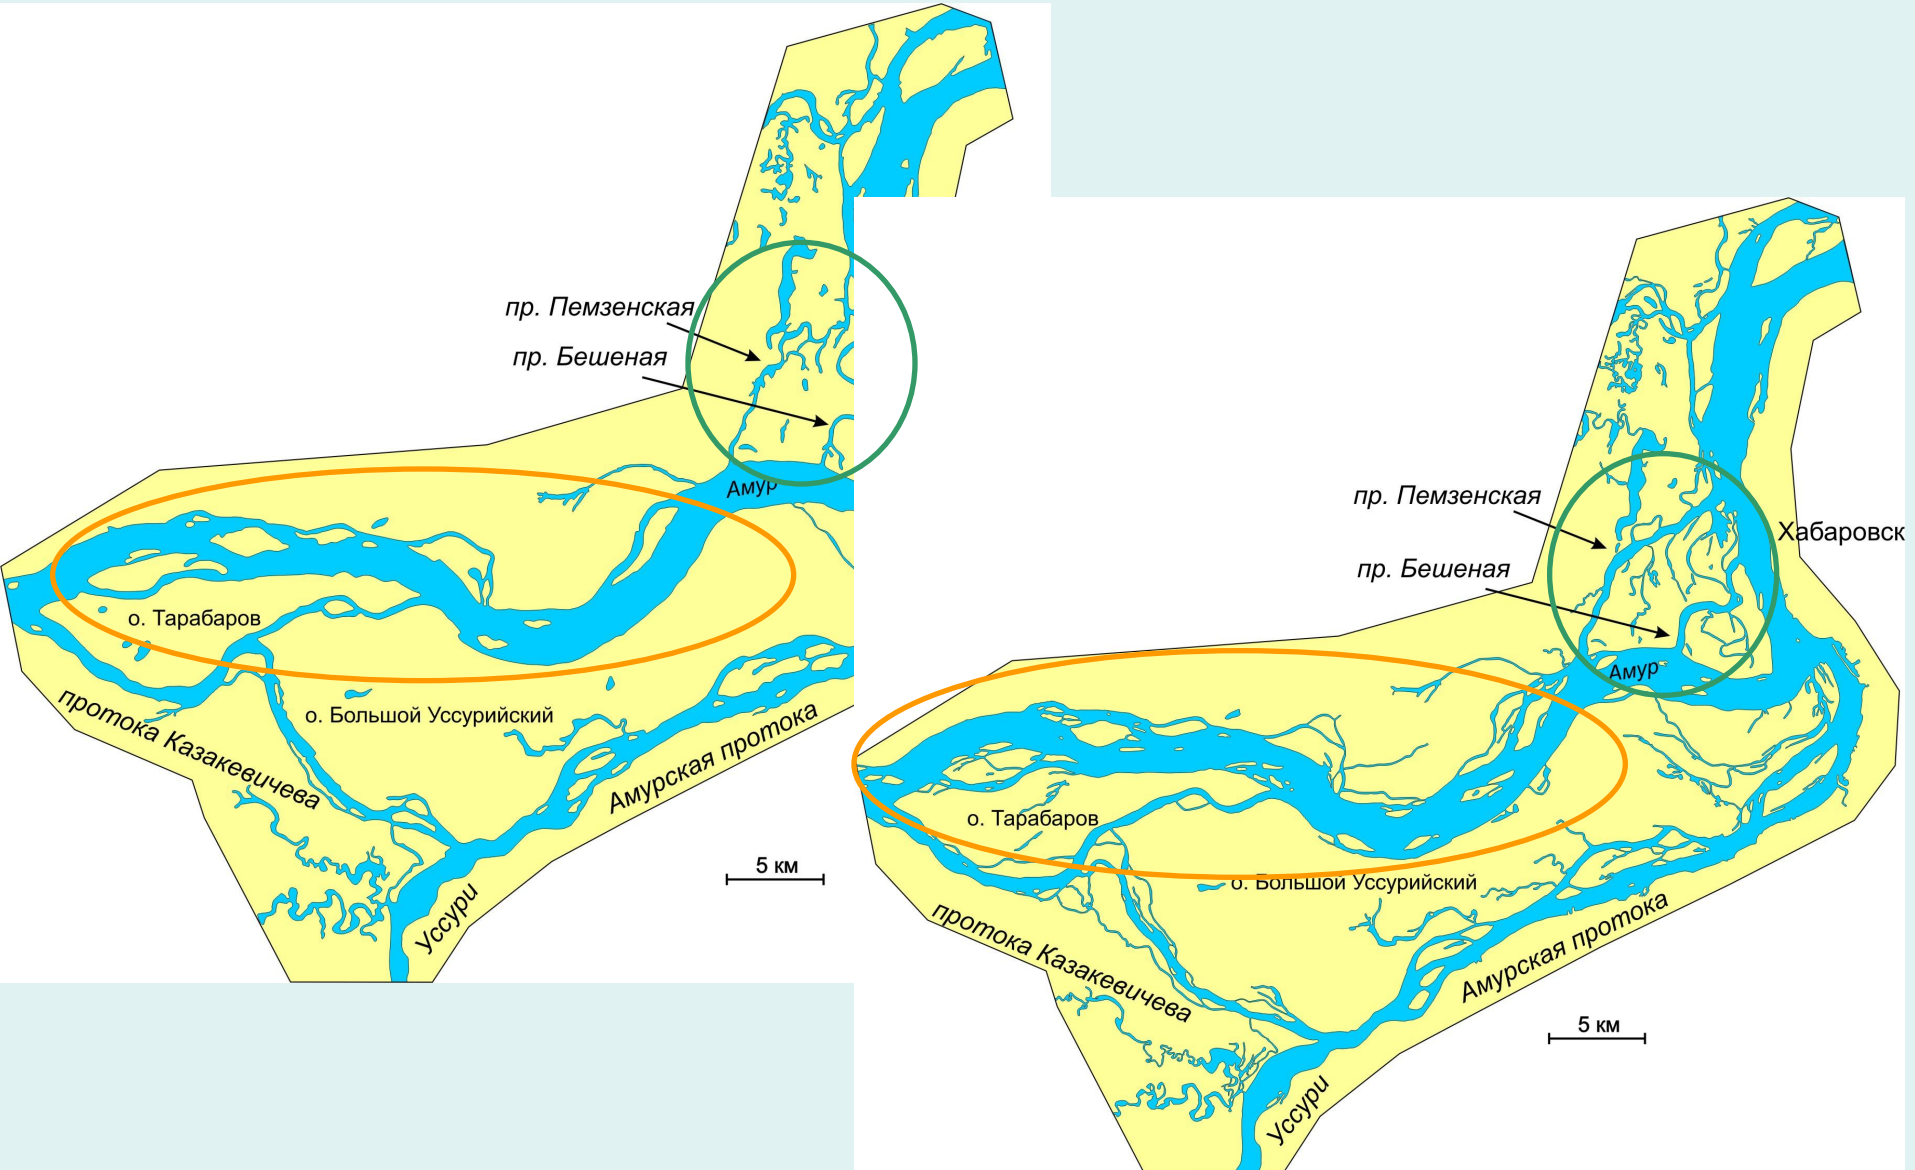 пр. Пемзенская
пр. Бешеная
Амур
о. Тарабаров
о. Большой Уссурийский
протока Казакевичева
Амурская протока
5 км
Уссури
пр. Пемзенская
Хабаровск
пр. Бешеная
Амур
о. Тарабаров
о. Большой Уссурийский
протока Казакевичева
Амурская протока
5 км
Уссури